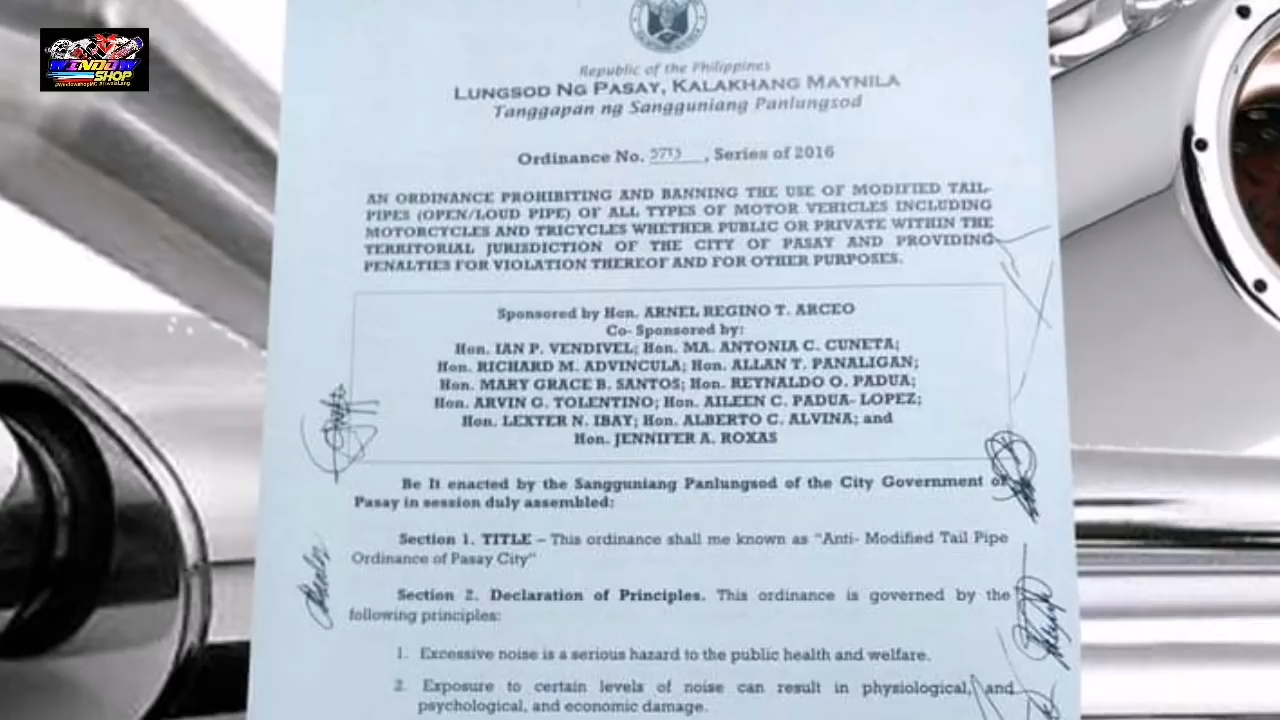 WINDOW
SHOP
Republic of the Philippines
LUNGSOD NG PASAY, KALAKHANG MAYNILA
Tanggapan ng Sangguniang Panlungsod
Ordinance No. , Series of 2016
AN ORDINANCE PROHIBITING AND BANNING THE USE OF MODIFIED TAIL-
PIPES (OPEN/LOUD PIPE) OF ALL TYPES OF MOTOR VEHICLES INCLUDING
MOTORCYCLES AND TRICYCLES WHETHER PUBLIC OR PRIVATE WITHIN THE
TERRITORIAL JURISDICTION OF THE CITY OF PASAY AND PROVIDING
PENALTIES FOR VIOLATION THEREOF AND FOR OTHER PURPOSES.
Sponsored by Hon. ARNEL REGINO T. ARCEO
Co- Sponsored by:
Hon. IAN P. VENDIVEL; Hon. MA. ANTONIA C. CUNETA;
Hon. RICHARD M. ADVINCULA; Hon. ALLAN T. PANALIGAN;
Hon. MARY GRACE B. SANTOS; Hon. REYNALDO O. PADUA;
Hon. ARVIN G. TOLENTINO; Hon. AILEEN C. PADUA- LOPEZ;
Hon. LEXTER N. IBAY; Hon. ALBERTO C. ALVINA; and
Hon. JENNIFER A. ROXAS
Be It enacted by the Sangguniang Panlungsod of the City Government of
Pasay in session duly assembled:
Section 1. TITLE – This ordinance shall me known as "Anti- Modified Tail Pipe
Ordinance of Pasay City"
Section 2. Declaration of Principles. This ordinance is governed by the
following principles:
1. Excessive noise is a serious hazard to the public health and welfare.
2. Exposure to certain levels of noise can result in physiological, and
psychological, and economic damage.